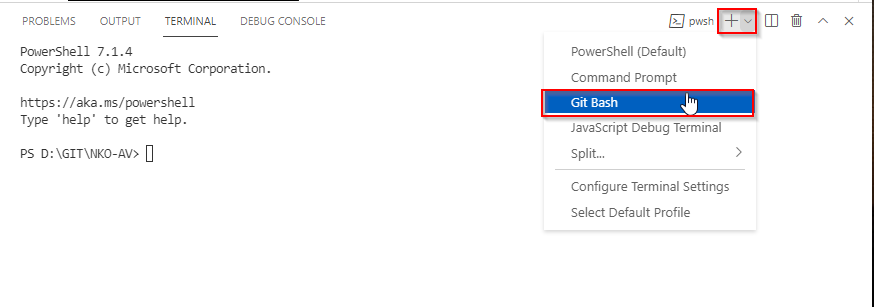 PROBLEMS OUTPUT TERMINAL DEBUG CONSOLE pwsh
PowerShell 7.1.4
Copyright (c) Microsoft Corporation.
https://aka.ms/powershell
Type 'help' to get help.
PS D:\GIT\NKO-AV>
PowerShell (Default)
Command Prompt
Git Bash
JavaScript Debug Terminal
Split...
Configure Terminal Settings
Select Default Profile